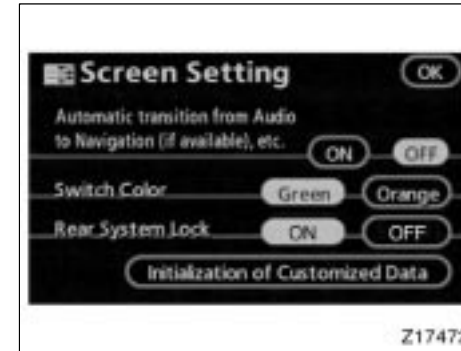 Screen Setting OK
Automatic transition from Audio
to Navigation (if available), etc.
ON OFF
Switch Color Green Orange
Rear System Lock ON OFF
Initialization of Customized Data
Z17472